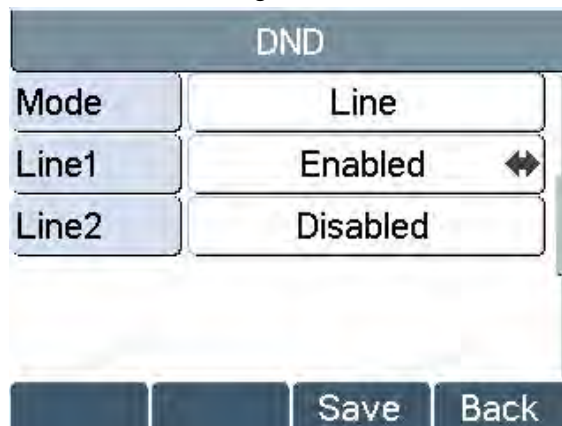 DND
Mode Line
Line1 Enabled
Line2 Disabled
Save Back